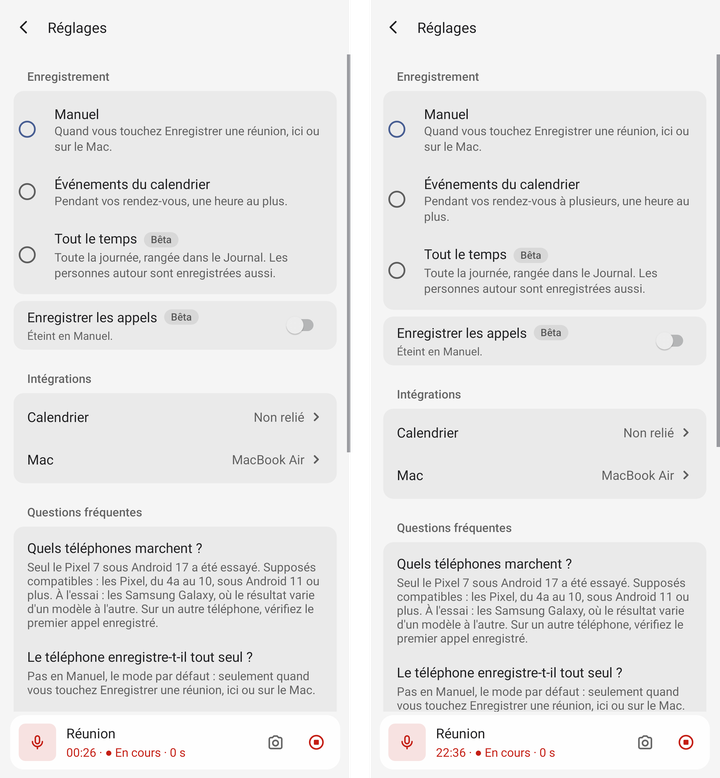 Réglages
Enregistrement
Manuel
Quand vous touchez Enregistrer une réunion, ici ou
sur le Mac.
Événements du calendrier
Pendant vos rendez-vous, une heure au plus.
Tout le temps Bêta
Toute la journée, rangée dans le Journal. Les
personnes autour sont enregistrées aussi.
Enregistrer les appels Bêta
Éteint en Manuel.
Intégrations
Calendrier Non relié
Mac MacBook Air
Questions fréquentes
Quels téléphones marchent ?
Seul le Pixel 7 sous Android 17 a été essayé. Supposés
compatibles : les Pixel, du 4a au 10, sous Android 11 ou
plus. À l'essai : les Samsung Galaxy, où le résultat varie
d'un modèle à l'autre. Sur un autre téléphone, vérifiez le
premier appel enregistré.
Le téléphone enregistre-t-il tout seul ?
Pas en Manuel, le mode par défaut : seulement quand
vous touchez Enregistrer une réunion, ici ou sur le Mac.
Réunion
00:26 · ● En cours · 0 s
Réglages
Enregistrement
Manuel
Quand vous touchez Enregistrer une réunion, ici ou
sur le Mac.
Événements du calendrier
Pendant vos rendez-vous à plusieurs, une heure au
plus.
Tout le temps Bêta
Toute la journée, rangée dans le Journal. Les
personnes autour sont enregistrées aussi.
Enregistrer les appels Bêta
Éteint en Manuel.
Intégrations
Calendrier Non relié
Mac MacBook Air
Questions fréquentes
Quels téléphones marchent ?
Seul le Pixel 7 sous Android 17 a été essayé. Supposés
compatibles : les Pixel, du 4a au 10, sous Android 11 ou
plus. À l'essai : les Samsung Galaxy, où le résultat varie
d'un modèle à l'autre. Sur un autre téléphone, vérifiez le
premier appel enregistré.
Le téléphone enregistre-t-il tout seul ?
Pas en Manuel, le mode par défaut : seulement quand
vous touchez Enregistrer une réunion, ici ou sur le Mac.
Réunion
22:36 · ● En cours · 0 s